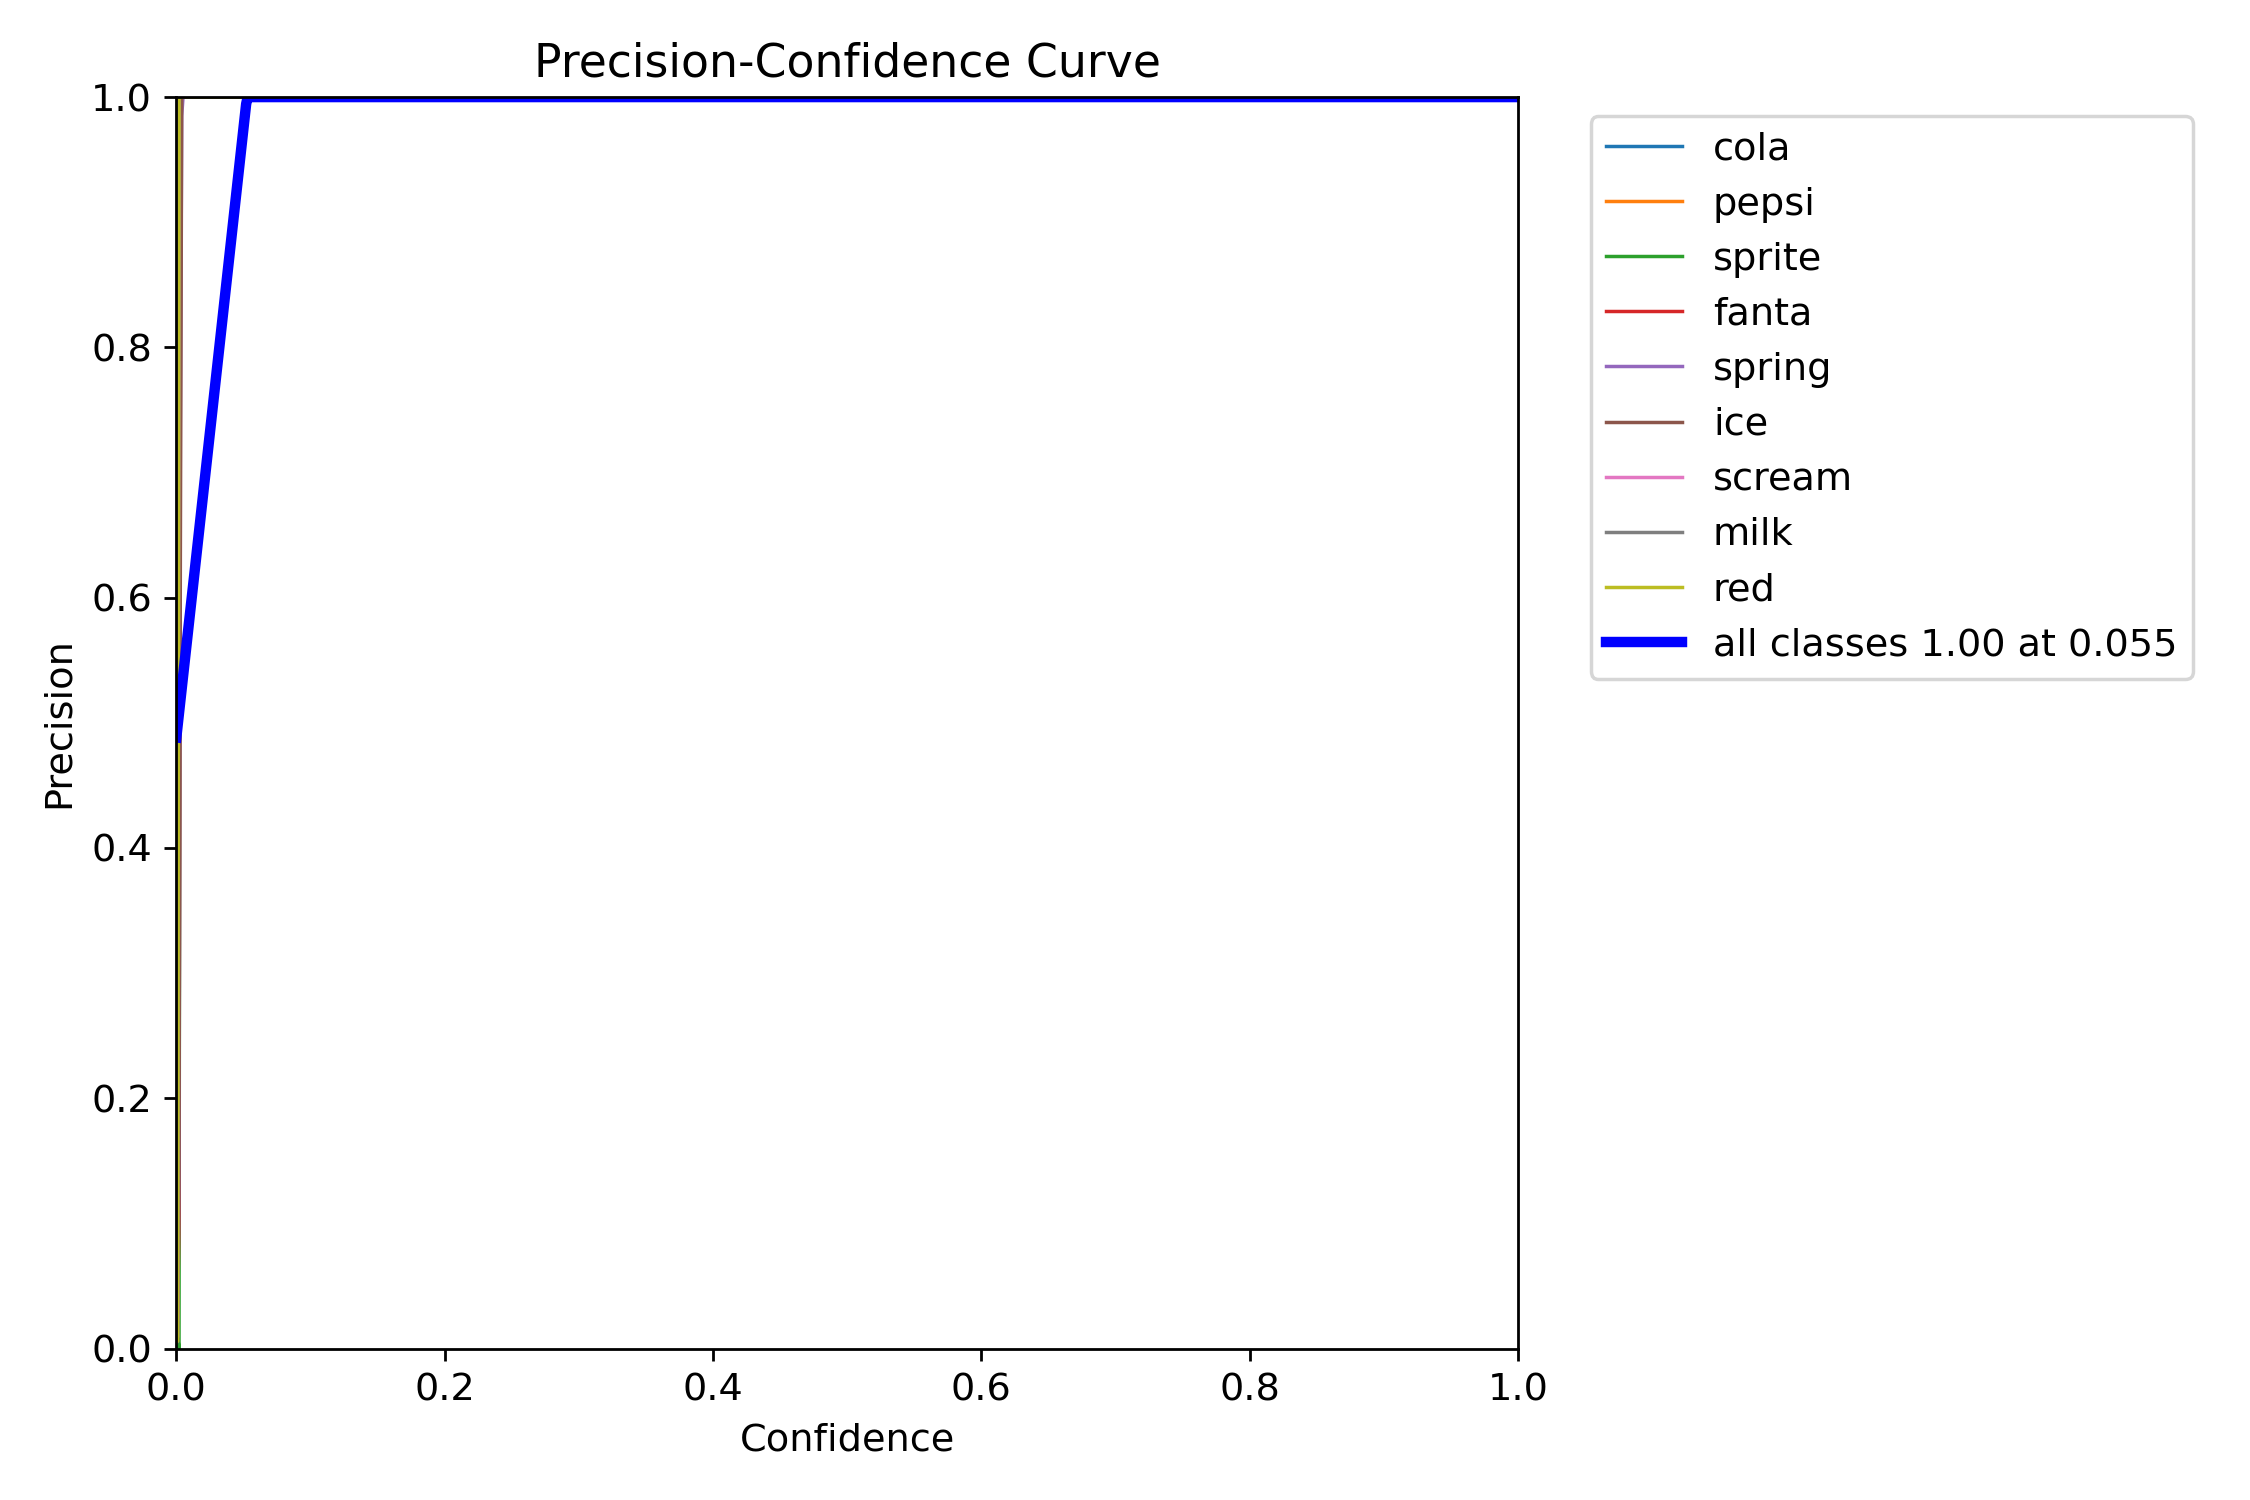 Precision-Confidence Curve
1.0
0.8
0.6
0.4
0.2
0.0
Precision
0.0 0.2 0.4 0.6 0.8 1.0
Confidence
cola
pepsi
sprite
fanta
spring
ice
scream
milk
red
all classes 1.00 at 0.055